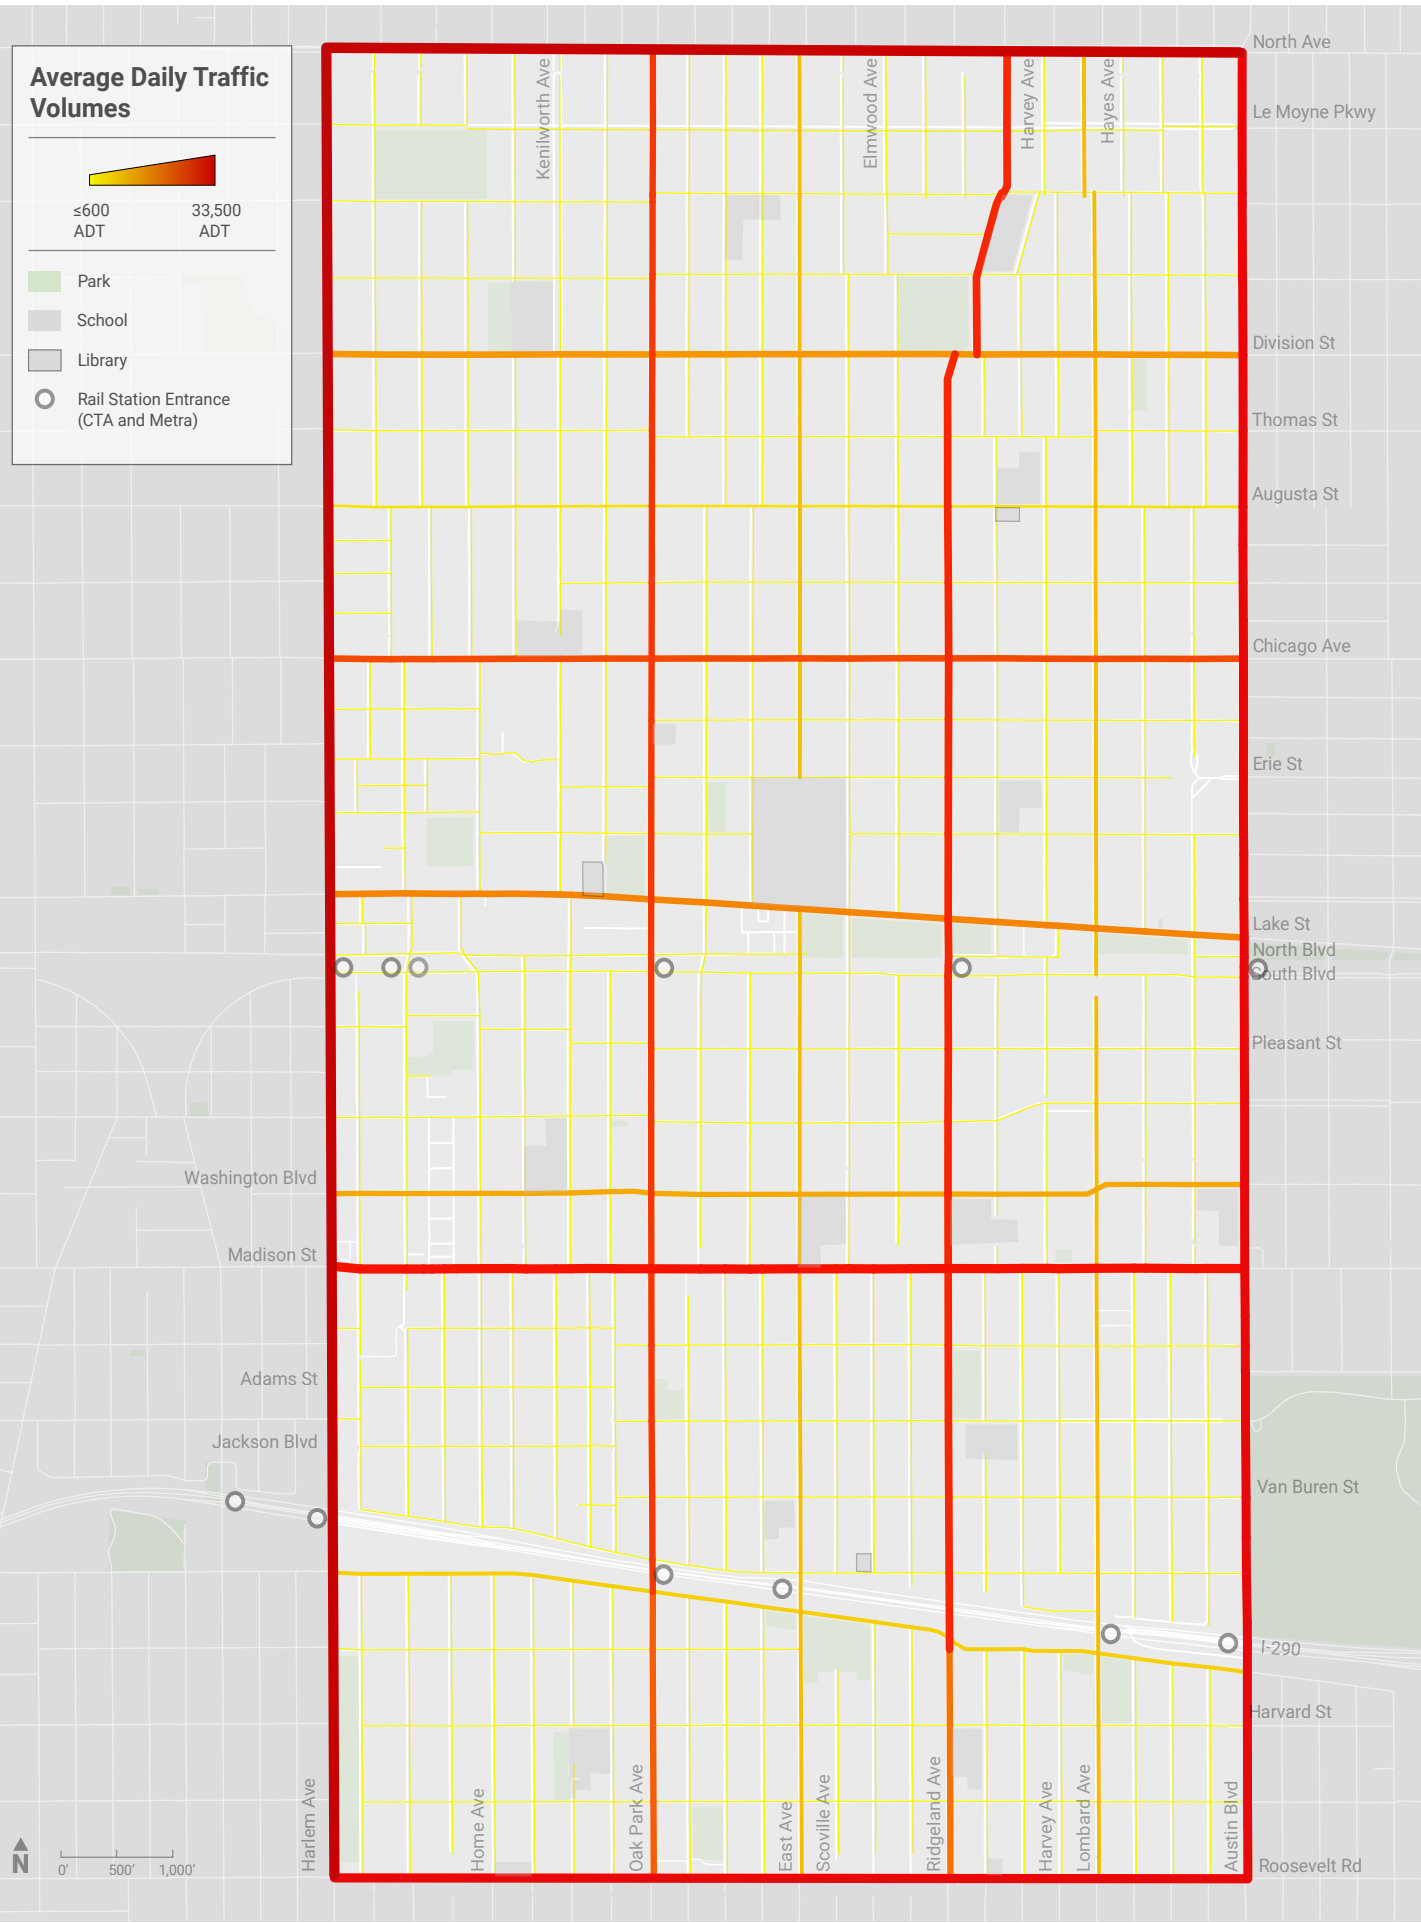 Average Daily Traffic
Volumes
≤600
ADT
33,500
ADT
Park
School
Library
Rail Station Entrance
(CTA and Metra)
Kenilworth Ave
Elmwood Ave
Harvey Ave
Hayes Ave
North Ave
Le Moyne Pkwy
Division St
Thomas St
Augusta St
Chicago Ave
Erie St
Lake St
North Blvd
South Blvd
Pleasant St
Washington Blvd
Madison St
Adams St
Jackson Blvd
Van Buren St
I-290
Harvard St
Harlem Ave
Home Ave
Oak Park Ave
East Ave
Scoville Ave
Ridgeland Ave
Harvey Ave
Lombard Ave
Austin Blvd
Roosevelt Rd
N
0'
500'
1,000'